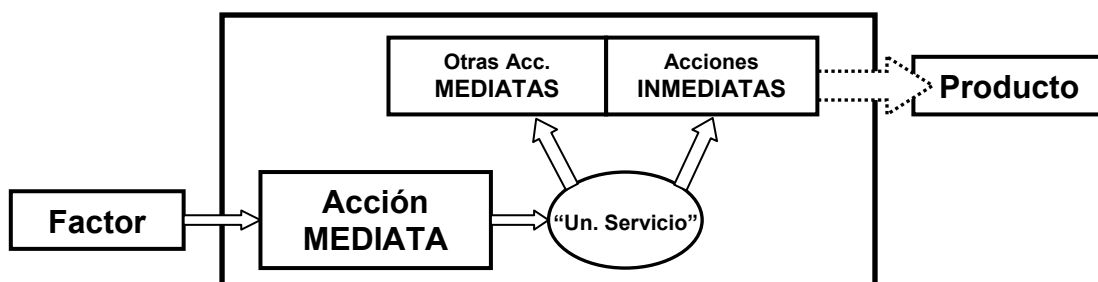 Otras Acc.
MEDIATAS
Acciones
INMEDIATAS
Producto
Factor
Acción
MEDIATA
“Un. Servicio”